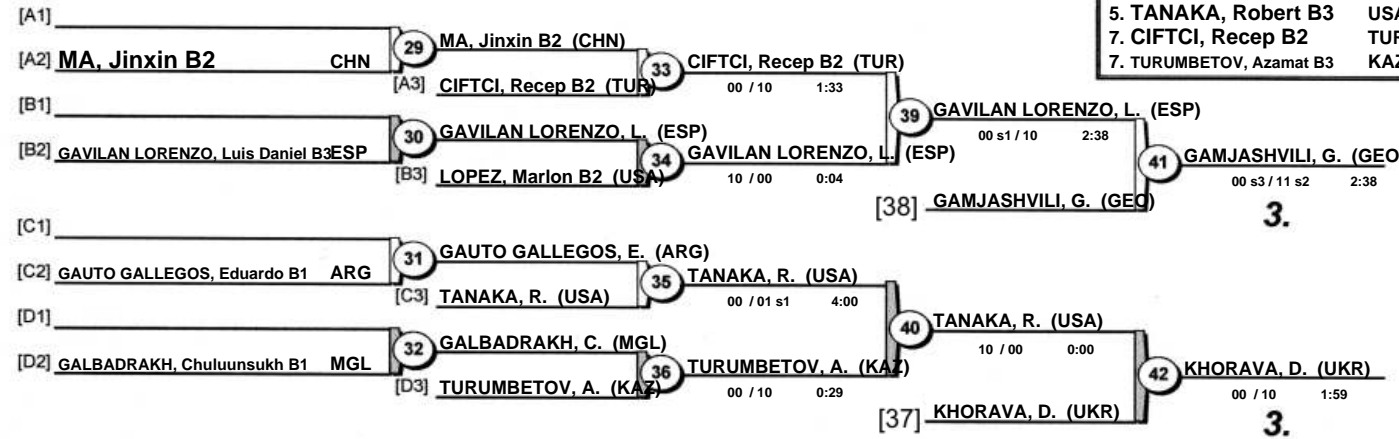 [A1]
5. TANAKA, Robert B3
[A2] MA, Jinxin B2 CHN
29
MA, Jinxin B2 (CHN)
7. CIFTCI, Recep B2
7. TURUMBETOV, Azamat B3
[A3] CIFTCI, Recep B2 (TUR)
33
CIFTCI, Recep B2 (TUR)
00 / 10 1:33
[B1]
39
GAVILAN LORENZO, L. (ESP)
00 s1 / 10 2:38
[B2] GAVILAN LORENZO, Luis Daniel B3ESP
30
GAVILAN LORENZO, L. (ESP)
[B3] LOPEZ, Marlon B2 (USA)
34
GAVILAN LORENZO, L. (ESP)
10 / 00 0:04
41
GAMJASHVILI, G. (GEO
00 s3 / 11 s2 2:38
[38] GAMJASHVILI, G. (GEO)
3.
[C1]
[C2] GAUTO GALLEGOS, Eduardo B1 ARG
31
GAUTO GALLEGOS, E. (ARG)
[C3] TANAKA, R. (USA)
35
TANAKA, R. (USA)
00 / 01 s1 4:00
[D1]
40
TANAKA, R. (USA)
10 / 00 0:00
[D2] GALBADRAKH, Chuluunsukh B1 MGL
32
GALBADRAKH, C. (MGL)
[D3] TURUMBETOV, A. (KAZ)
36
TURUMBETOV, A. (KAZ)
00 / 10 0:29
42
KHORAVA, D. (UKR)
00 / 10 1:59
[37] KHORAVA, D. (UKR)
3.